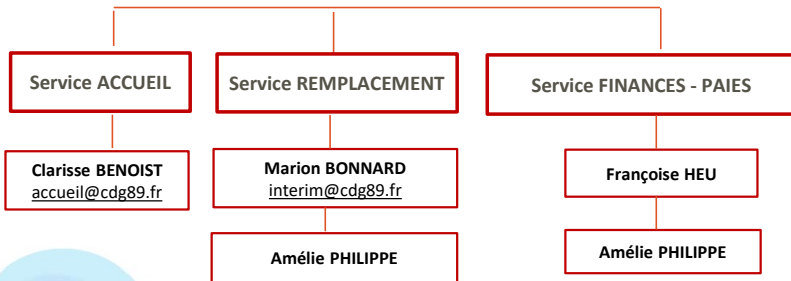 Service ACCUEIL
Service REMPLACEMENT
Service FINANCES - PAIES
Clarisse BENOIST
accueil@cdg89.fr
Marion BONNARD
interim@cdg89.fr
Françoise HEU
Amélie PHILIPPE
Amélie PHILIPPE